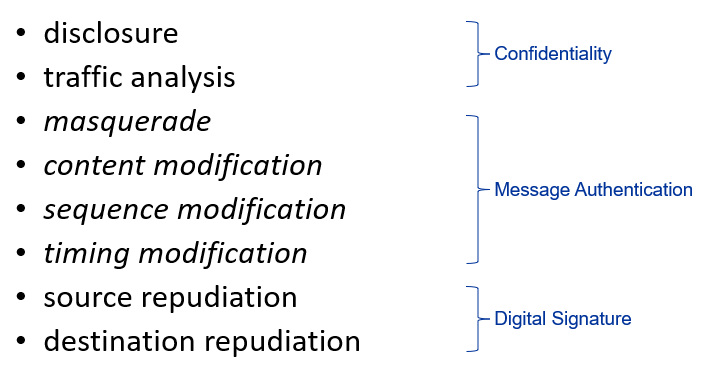 • disclosure
• traffic analysis
Confidentiality
• masquerade
• content modification
• sequence modification
• timing modification
Message Authentication
• source repudiation
• destination repudiation
Digital Signature